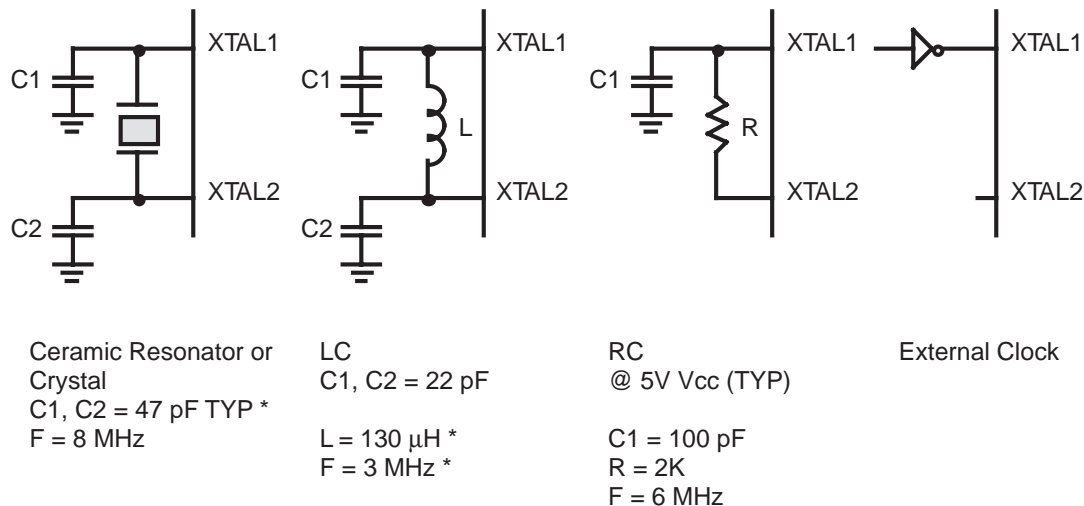 XTAL1
C1
XTAL2
C2
XTAL1
C1
L
XTAL2
C2
XTAL1
C1
R
XTAL2
XTAL1
XTAL2
Ceramic Resonator or
Crystal
C1, C2 = 47 pF TYP *
F = 8 MHz
LC
C1, C2 = 22 pF
L = 130 μH *
F = 3 MHz *
RC
@ 5V Vcc (TYP)
C1 = 100 pF
R = 2K
F = 6 MHz
External Clock